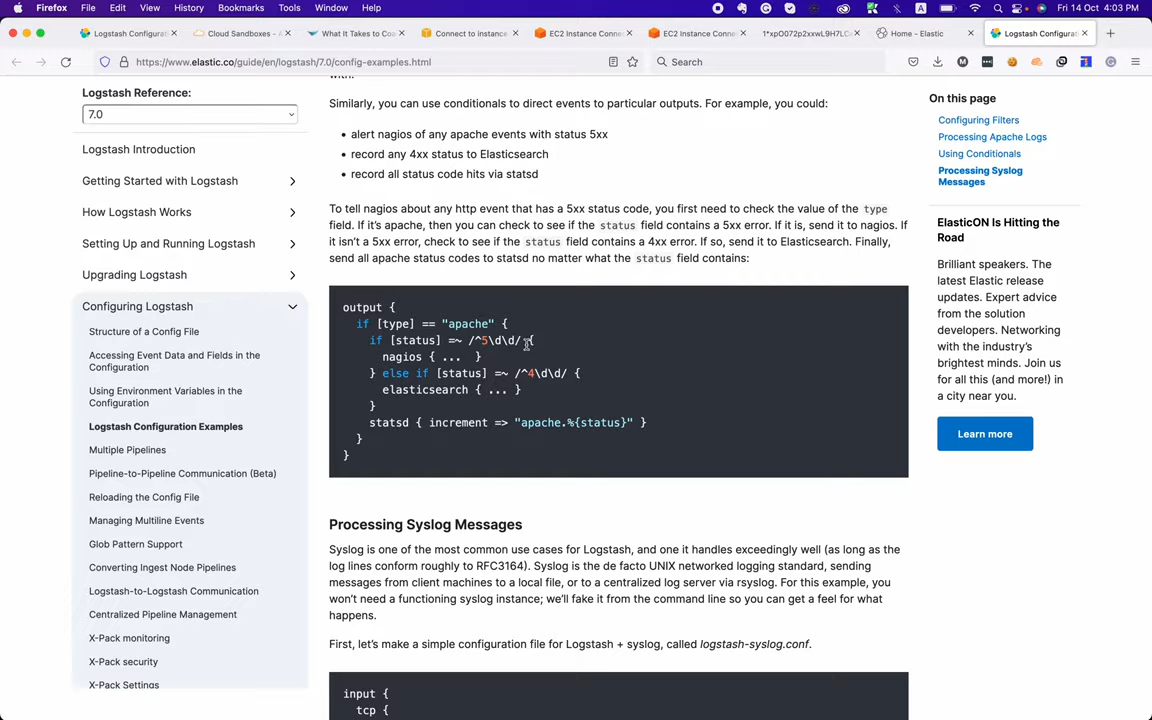 Firefox File Edit View History Bookmarks Tools Window Help
A
Fri 14 Oct 4:03 PM
Logstash Configurat
Cloud Sandboxes - A
What It Takes to Coa
Connect to instance
EC2 Instance Conne
EC2 Instance Conne
1*xpO072p2xxwL9H7LC
Home - Elastic
Logstash Configurat
https://www.elastic.co/guide/en/logstash/7.0/config-examples.html
Search
Logstash Reference:
7.0
Logstash Introduction
Getting Started with Logstash
How Logstash Works
Setting Up and Running Logstash
Upgrading Logstash
Configuring Logstash
Structure of a Config File
Accessing Event Data and Fields in the
Configuration
Using Environment Variables in the
Configuration
Logstash Configuration Examples
Multiple Pipelines
Pipeline-to-Pipeline Communication (Beta)
Reloading the Config File
Managing Multiline Events
Glob Pattern Support
Converting Ingest Node Pipelines
Logstash-to-Logstash Communication
Centralized Pipeline Management
X-Pack monitoring
X-Pack security
X-Pack Settings
with.
Similarly, you can use conditionals to direct events to particular outputs. For example, you could:
• alert nagios of any apache events with status 5xx
• record any 4xx status to Elasticsearch
• record all status code hits via statsd
To tell nagios about any http event that has a 5xx status code, you first need to check the value of the type
field. If it's apache, then you can check to see if the status field contains a 5xx error. If it is, send it to nagios. If
it isn't a 5xx error, check to see if the status field contains a 4xx error. If so, send it to Elasticsearch. Finally,
send all apache status codes to statsd no matter what the status field contains:
output {
if [type] == "apache" {
if [status] =~ /^5\d\d/ {
nagios { ... }
} else if [status] =~ /^4\d\d/ {
elasticsearch { ... }
}
statsd { increment => "apache.%{status}" }
}
}
Processing Syslog Messages
Syslog is one of the most common use cases for Logstash, and one it handles exceedingly well (as long as the
log lines conform roughly to RFC3164). Syslog is the de facto UNIX networked logging standard, sending
messages from client machines to a local file, or to a centralized log server via rsyslog. For this example, you
won't need a functioning syslog instance; we'll fake it from the command line so you can get a feel for what
happens.
First, let's make a simple configuration file for Logstash + syslog, called logstash-syslog.conf.
input {
tcp {
On this page
Configuring Filters
Processing Apache Logs
Using Conditionals
Processing Syslog
Messages
ElasticON Is Hitting the
Road
Brilliant speakers. The
latest Elastic release
updates. Expert advice
from the solution
developers. Networking
with the industry's
brightest minds. Join us
for all this (and more!) in
a city near you.
Learn more